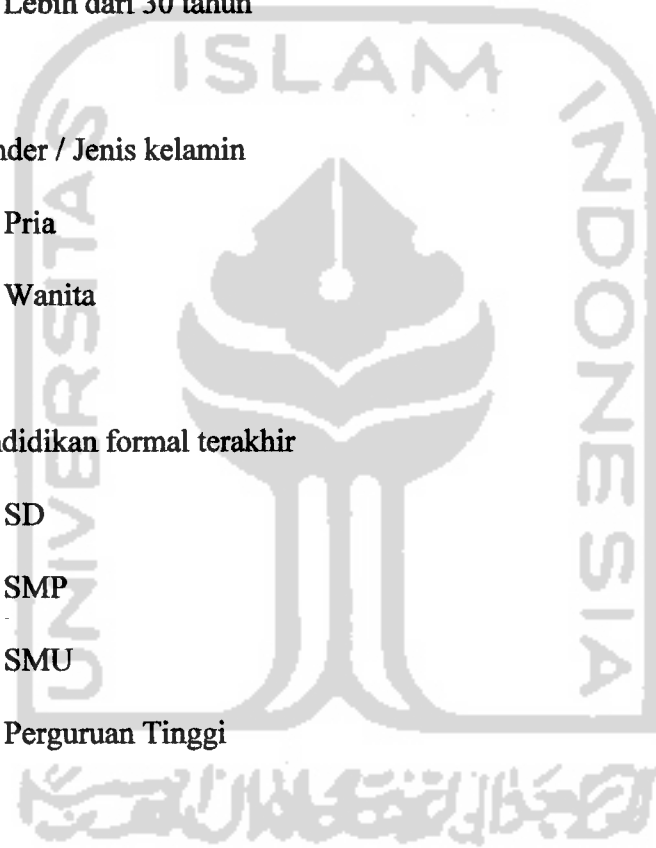 Lebih dari 30 tahun
ISLAM
nder / Jenis kelamin
Pria
Wanita
UNIVERSITAS
INDONESIA
ndidikan formal terakhir
SD
SMP
SMU
Perguruan Tinggi